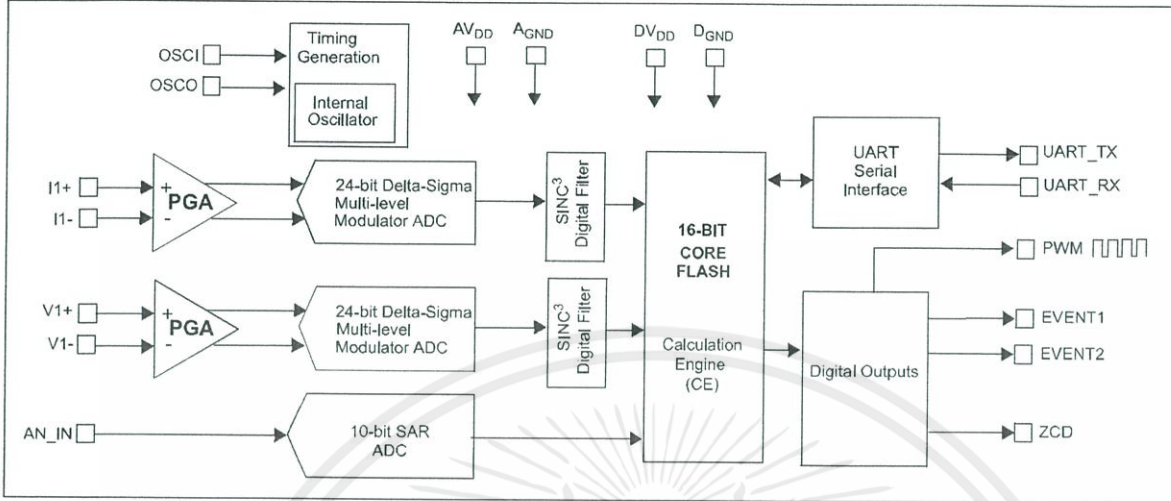 OSCI
OSCO
Timing
Generation
Internal
Oscillator
AVDD
AGND
DVDD
DGND
I1+
I1-
+
PGA
-
24-bit Delta-Sigma
Multi-level
Modulator ADC
SINC3
Digital Filter
V1+
V1-
+
PGA
-
24-bit Delta-Sigma
Multi-level
Modulator ADC
SINC3
Digital Filter
AN_IN
10-bit SAR
ADC
16-BIT
CORE
FLASH
Calculation
Engine
(CE)
UART
Serial
Interface
UART_TX
UART_RX
Digital Outputs
PWM
EVENT1
EVENT2
ZCD